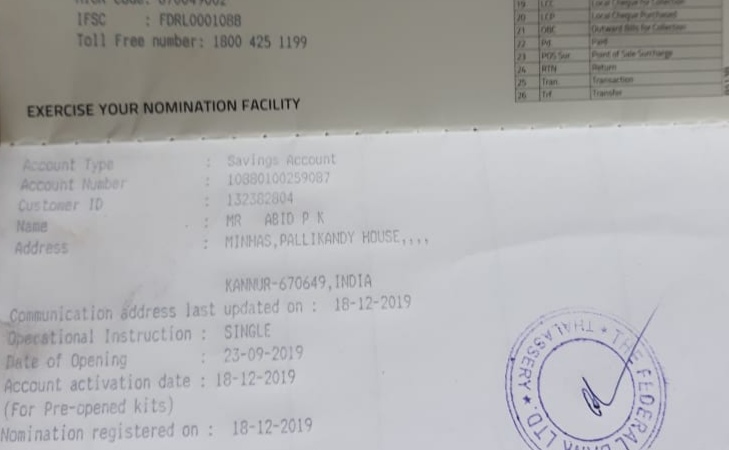 MICR Code: 670049002
IFSC : FDRL0001088
Toll Free number: 1800 425 1199
19 LCC Local Cheque for Collection
20 LCP Local Cheque Purchased
21 OBC Outward Bills for Collection
22 Pd. Paid
23 POS Sur Point of Sale Surcharge
24 RTN Return
25 Tran Transaction
26 Trf Transfer
EXERCISE YOUR NOMINATION FACILITY
Account Type : Savings Account
Account Number : 10880100259087
Customer ID : 132382804
Name : MR ABID P K
Address : MINHAS,PALLIKANDY HOUSE,,,,
KANNUR-670649,INDIA
Communication address last updated on : 18-12-2019
Operational Instruction : SINGLE
Date of Opening : 23-09-2019
Account activation date : 18-12-2019
(For Pre-opened kits)
Nomination registered on : 18-12-2019
THE FEDERAL BANK LTD. ★ THALASSERY ★